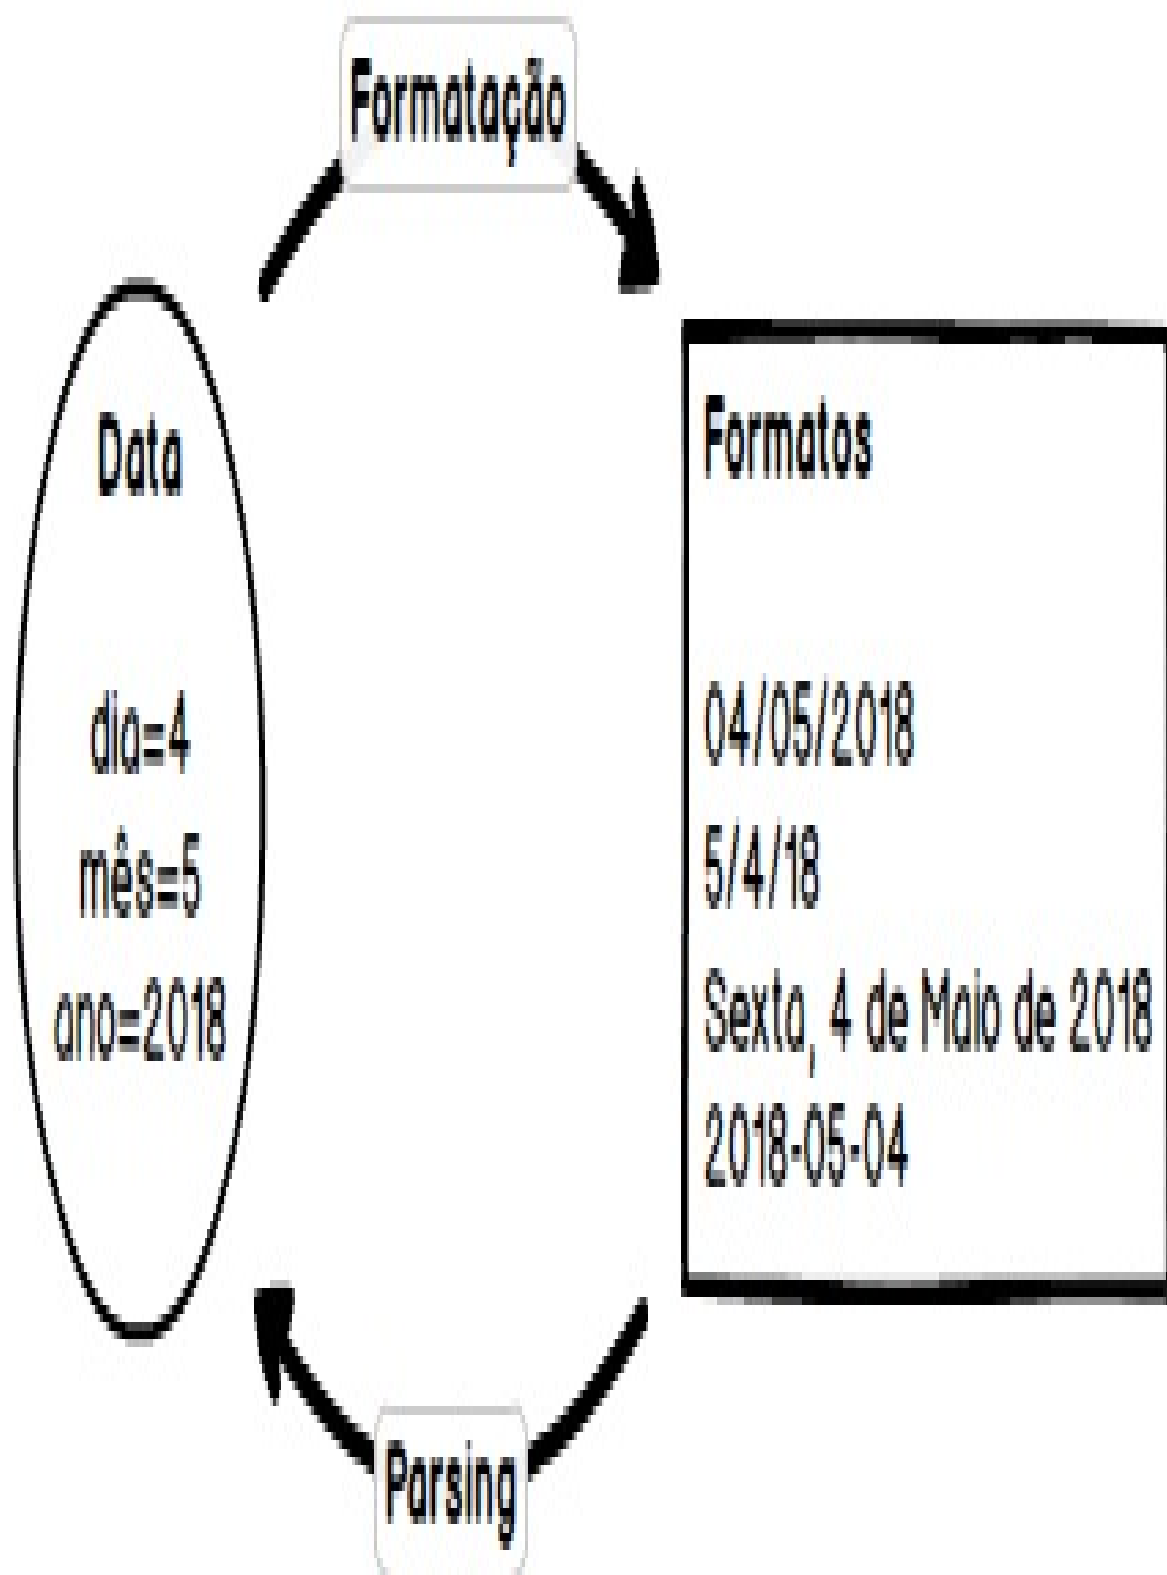 Formatação
Data
dia=4
mês=5
ano=2018
Formatos
04/05/2018
5/4/18
Sexta, 4 de Maio de 2018
2018-05-04
Parsing